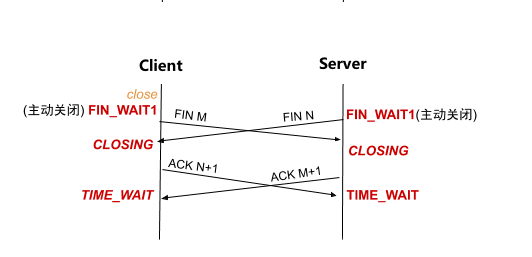 Client
Server
close
(主动关闭) FIN_WAIT1
FIN M
FIN N
FIN_WAIT1(主动关闭)
CLOSING
CLOSING
ACK N+1
ACK M+1
TIME_WAIT
TIME_WAIT